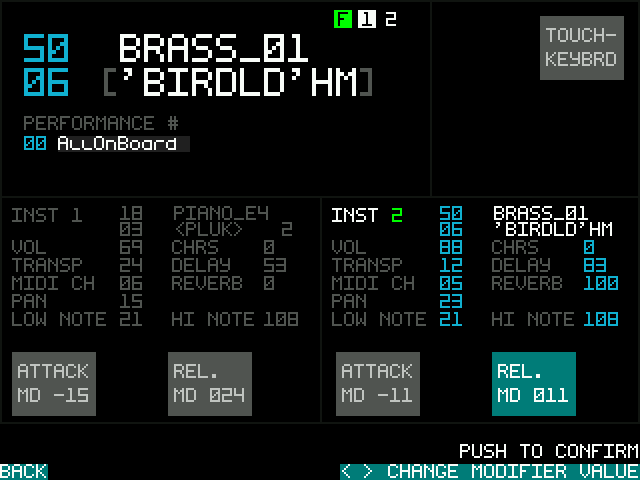 F 1 2
50 BRASS_01
06 ['BIRDLD'HM]
TOUCH-
KEYBRD
PERFORMANCE #
00 AllOnBoard
INST 1 18 PIANO_E4
03 <PLUK> 2
VOL 69 CHRS 0
TRANSP 24 DELAY 53
MIDI CH 06 REVERB 0
PAN 15
LOW NOTE 21 HI NOTE 108
ATTACK
MD -15
REL.
MD 024
INST 2 50 BRASS_01
06 'BIRDLD'HM
VOL 88 CHRS 0
TRANSP 12 DELAY 83
MIDI CH 05 REVERB 100
PAN 23
LOW NOTE 21 HI NOTE 108
ATTACK
MD -11
REL.
MD 011
PUSH TO CONFIRM
BACK < > CHANGE MODIFIER VALUE